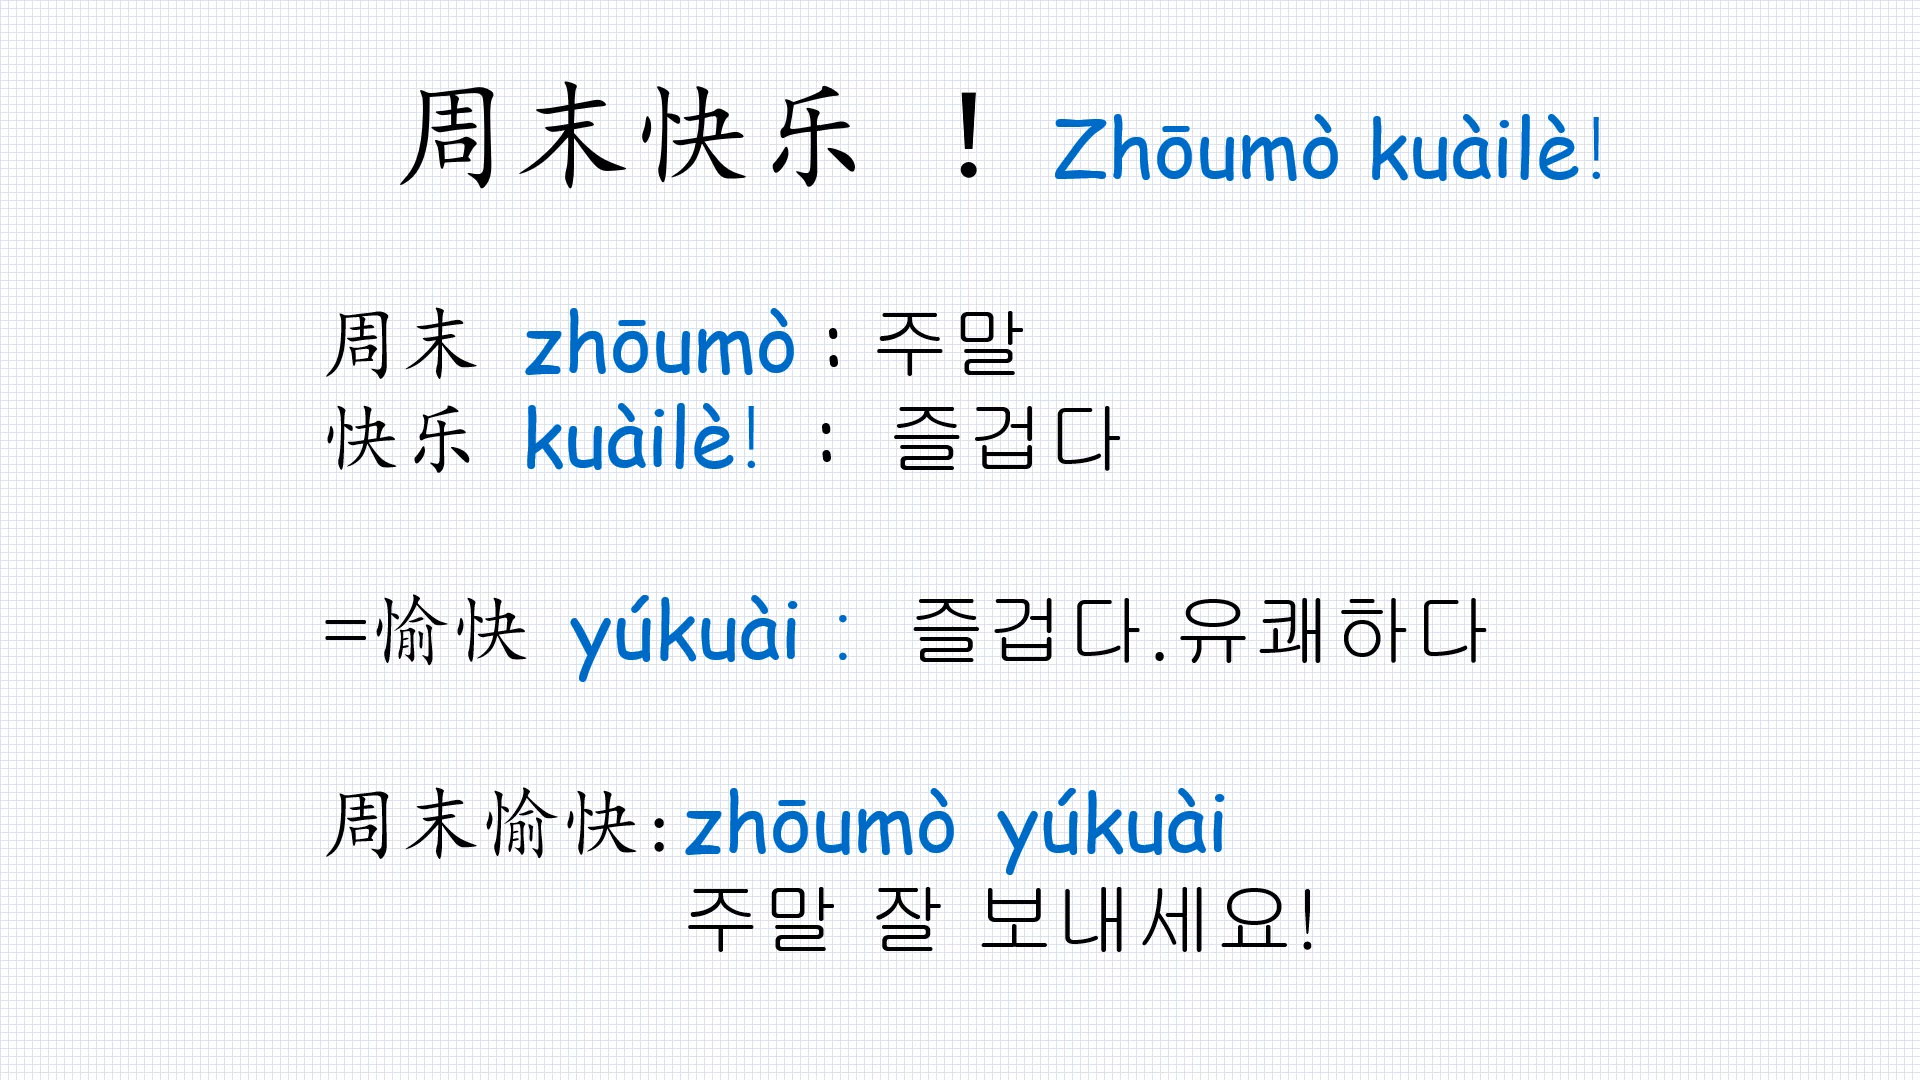 周末快乐 ! Zhōumò kuàilè!
周末 zhōumò : 주말
快乐 kuàilè! : 즐겁다
=愉快 yúkuài : 즐겁다.유쾌하다
周末愉快:zhōumò yúkuài
주말 잘 보내세요!